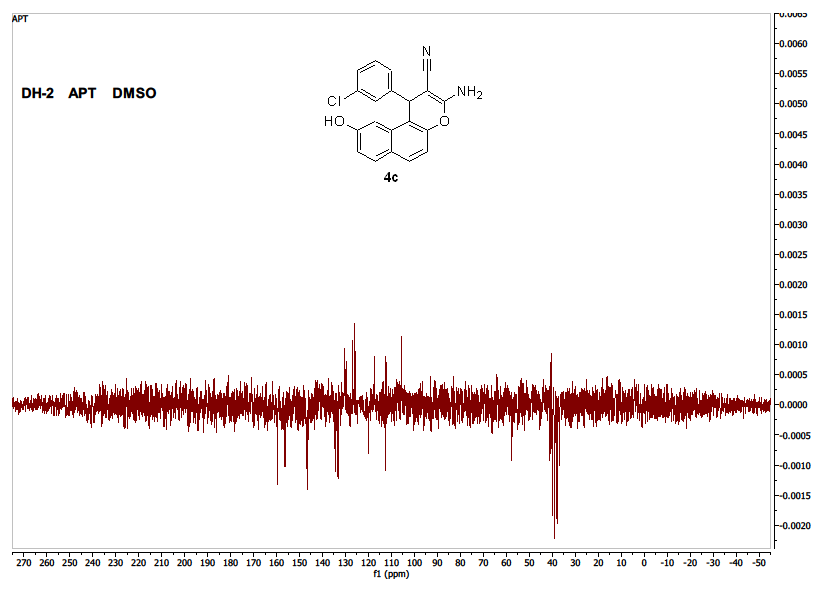 APT
DH-2 APT DMSO
N
Cl
NH2
HO
O
4c
0.0065
0.0060
0.0055
0.0050
0.0045
0.0040
0.0035
0.0030
0.0025
0.0020
0.0015
0.0010
0.0005
0.0000
-0.0005
-0.0010
-0.0015
-0.0020
270 260 250 240 230 220 210 200 190 180 170 160 150 140 130 120 110 100 90 80 70 60 50 40 30 20 10 0 -10 -20 -30 -40 -50
f1 (ppm)